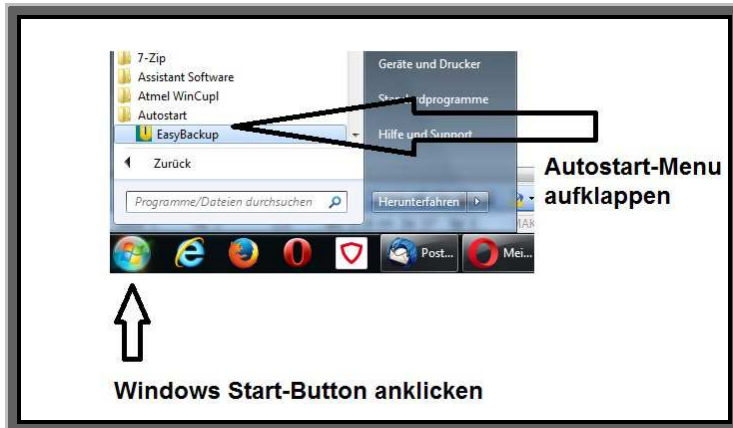 7-Zip
Assistant Software
Atmel WinCupl
Autostart
EasyBackup
Zurück
Programme/Dateien durchsuchen
Geräte und Drucker
Standardprogramme
Hilfe und Support
Herunterfahren
Autostart-Menu
aufklappen
Post...
Mei...
Windows Start-Button anklicken